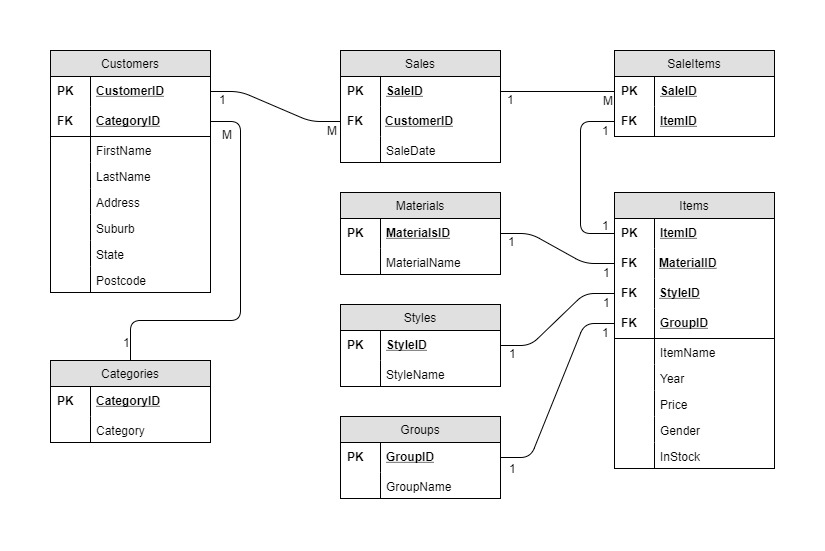 Customers
PK CustomerID
FK CategoryID
FirstName
LastName
Address
Suburb
State
Postcode
1
M
M
1
Categories
PK CategoryID
Category
Sales
PK SaleID
FK CustomerID
SaleDate
1
M
Materials
PK MaterialsID
MaterialName
1
1
Styles
PK StyleID
StyleName
1
1
Groups
PK GroupID
GroupName
1
1
SaleItems
PK SaleID
FK ItemID
1
1
Items
PK ItemID
FK MaterialID
FK StyleID
FK GroupID
ItemName
Year
Price
Gender
InStock